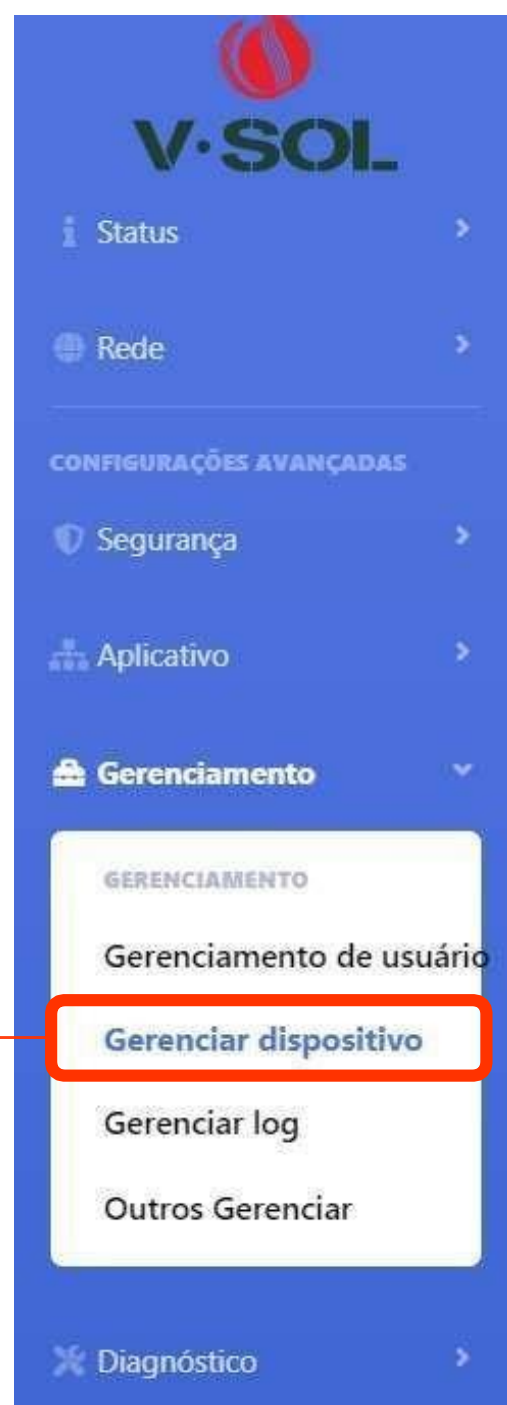 V·SOL
Status
Rede
CONFIGURAÇÕES AVANÇADAS
Segurança
Aplicativo
Gerenciamento
GERENCIAMENTO
Gerenciamento de usuário
Gerenciar dispositivo
Gerenciar log
Outros Gerenciar
Diagnóstico